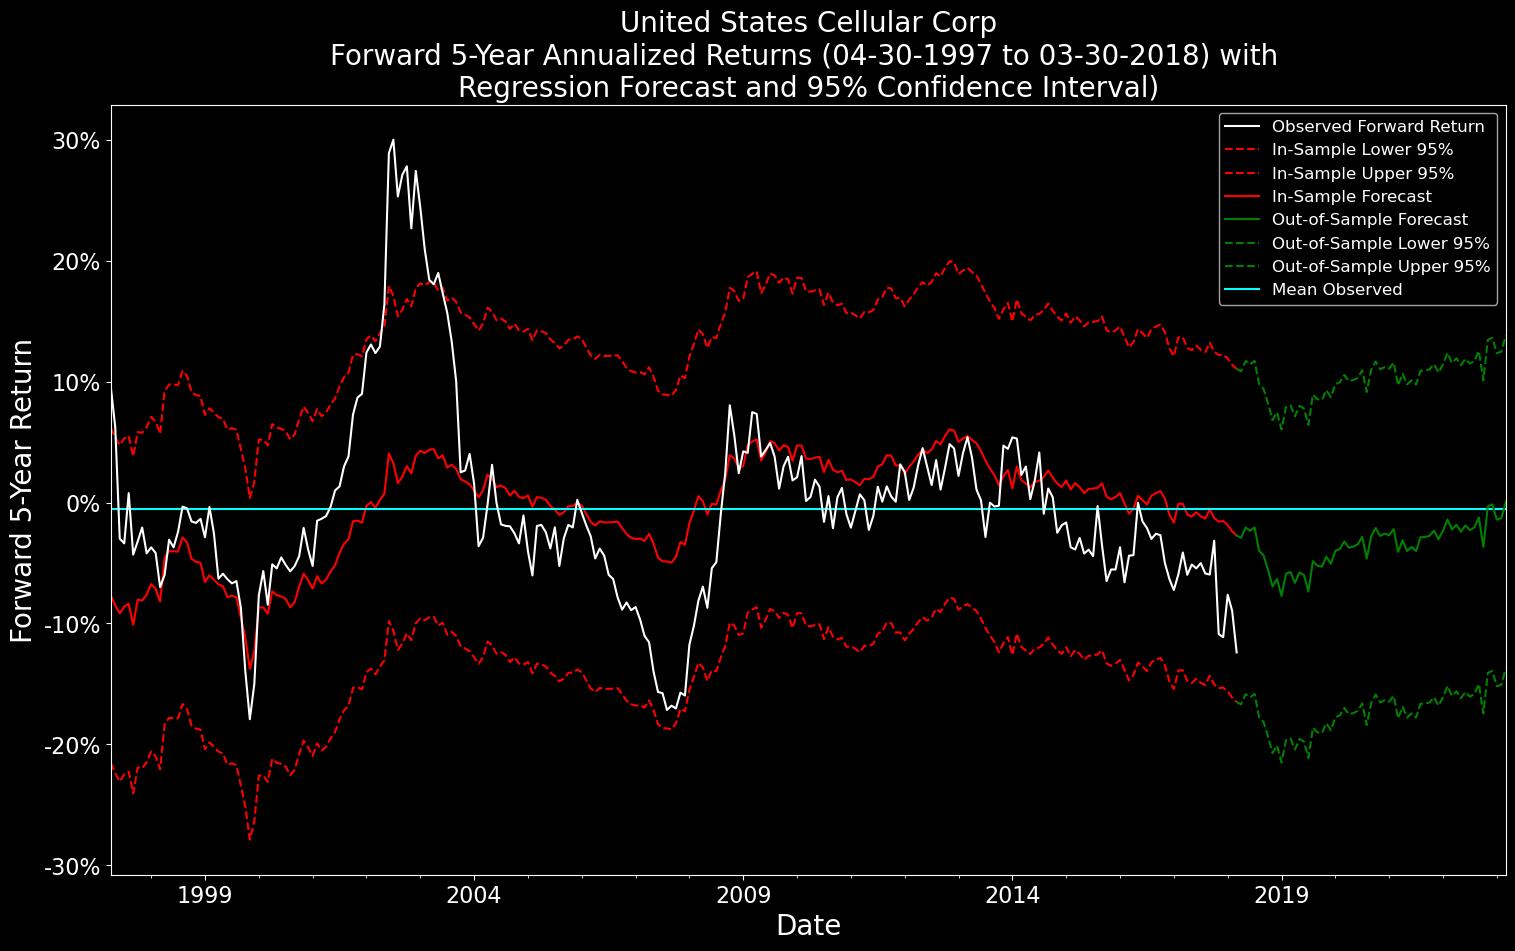 United States Cellular Corp
Forward 5-Year Annualized Returns (04-30-1997 to 03-30-2018) with
Regression Forecast and 95% Confidence Interval)
Forward 5-Year Return
30%
20%
10%
0%
-10%
-20%
-30%
Observed Forward Return
In-Sample Lower 95%
In-Sample Upper 95%
In-Sample Forecast
Out-of-Sample Forecast
Out-of-Sample Lower 95%
Out-of-Sample Upper 95%
Mean Observed
1999 2004 2009 2014 2019
Date